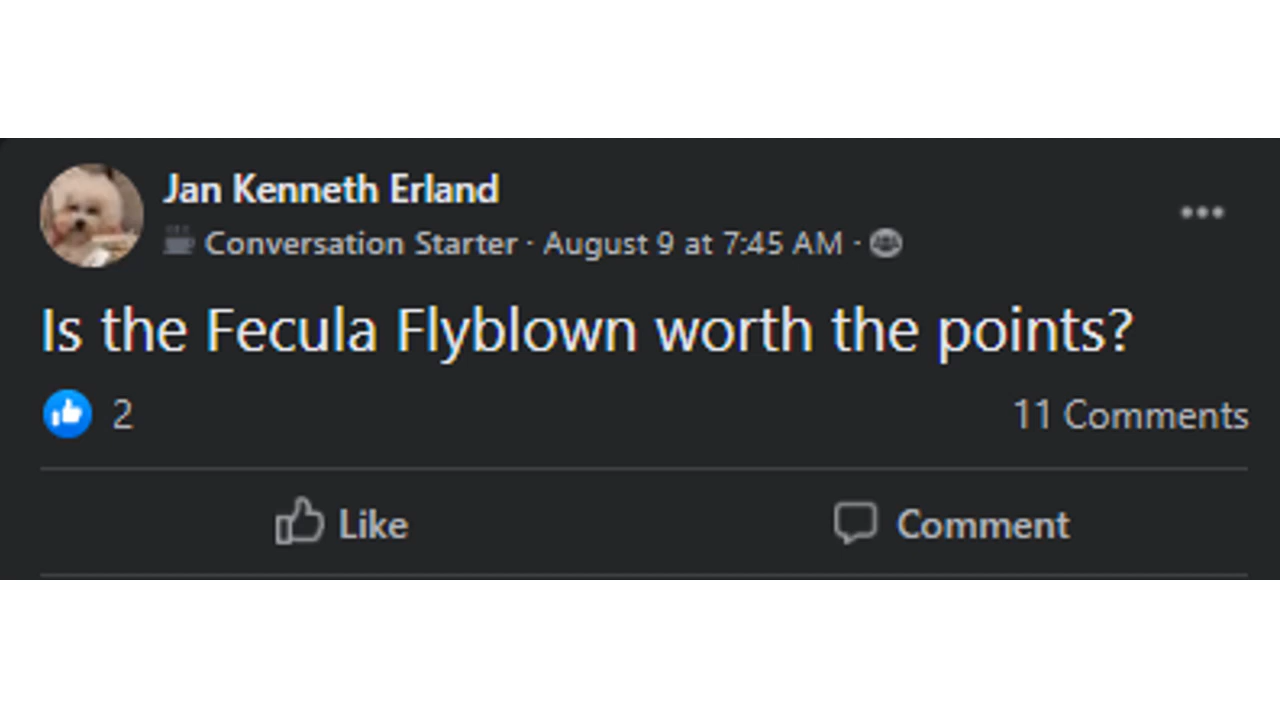 Jan Kenneth Erland
Conversation Starter · August 9 at 7:45 AM ·
Is the Fecula Flyblown worth the points?
2
11 Comments
Like
Comment